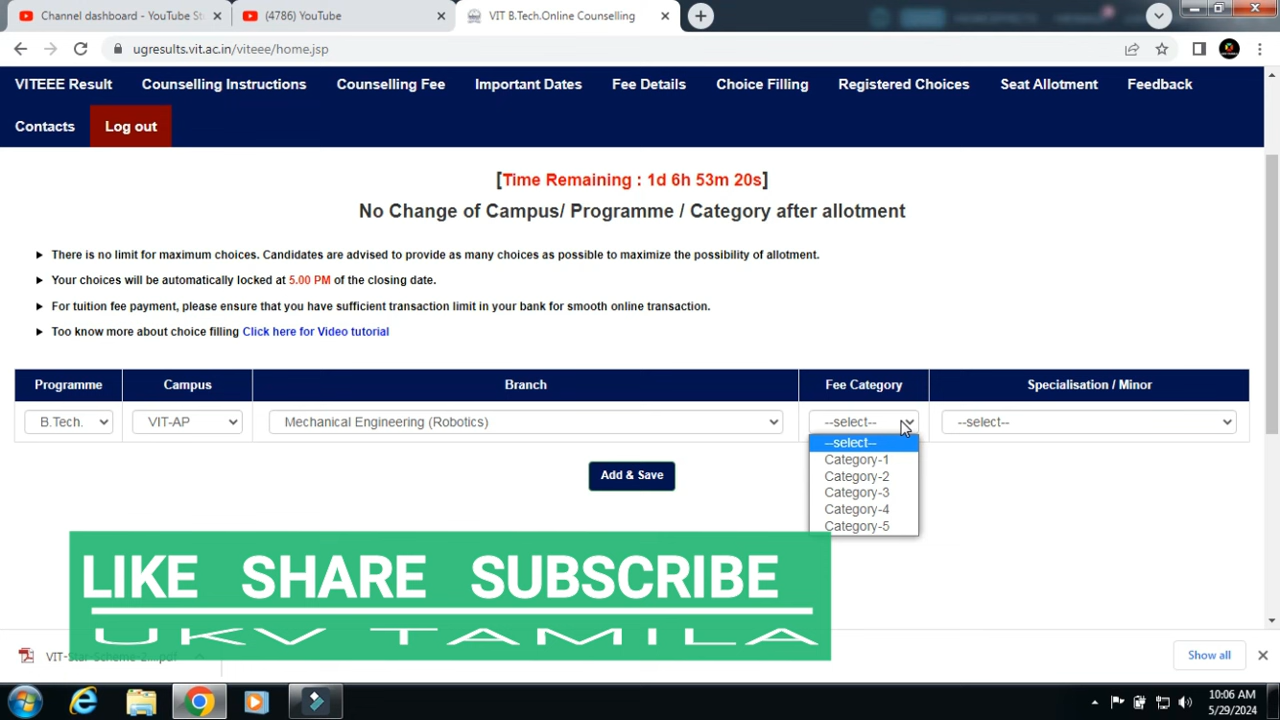 Channel dashboard - YouTube St
(4786) YouTube
VIT B.Tech.Online Counselling
ugresults.vit.ac.in/viteee/home.jsp
VITEEE Result Counselling Instructions Counselling Fee Important Dates Fee Details Choice Filling Registered Choices Seat Allotment Feedback
Contacts Log out
[Time Remaining : 1d 6h 53m 20s]
No Change of Campus/ Programme / Category after allotment
There is no limit for maximum choices. Candidates are advised to provide as many choices as possible to maximize the possibility of allotment.
Your choices will be automatically locked at 5.00 PM of the closing date.
For tuition fee payment, please ensure that you have sufficient transaction limit in your bank for smooth online transaction.
Too know more about choice filling Click here for Video tutorial
Programme Campus Branch Fee Category Specialisation / Minor
B.Tech. VIT-AP Mechanical Engineering (Robotics) --select-- --select--
--select--
Category-1
Category-2
Category-3
Category-4
Category-5
Add & Save
LIKE SHARE SUBSCRIBE
UKV TAMILA
VIT-Star-Scheme-2....pdf
Show all
10:06 AM
5/29/2024